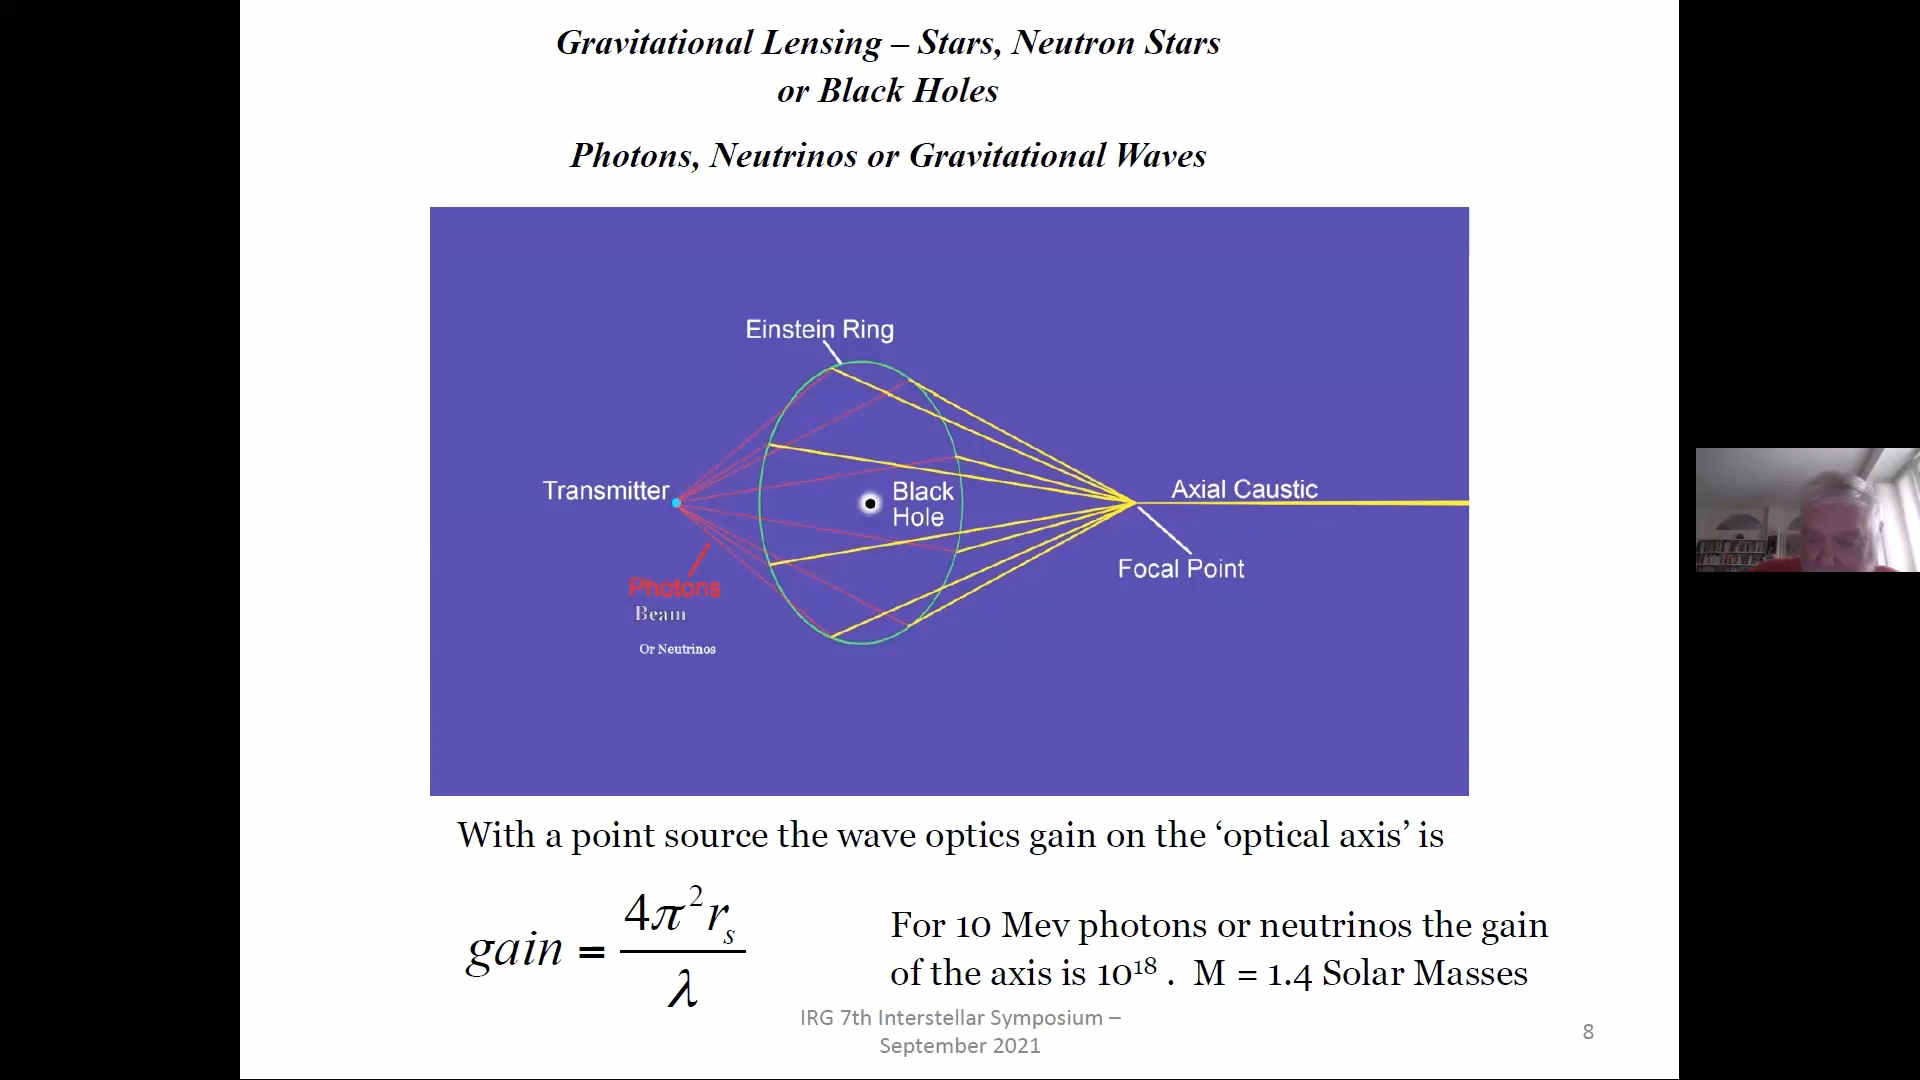 Gravitational Lensing – Stars, Neutron Stars
or Black Holes
Photons, Neutrinos or Gravitational Waves
Einstein Ring
Transmitter
Black
Hole
Axial Caustic
Focal Point
Photons
Beam
Or Neutrinos
With a point source the wave optics gain on the ‘optical axis’ is
gain = 4π²r_s / λ
For 10 Mev photons or neutrinos the gain
of the axis is 10¹⁸ . M = 1.4 Solar Masses
IRG 7th Interstellar Symposium –
September 2021
8